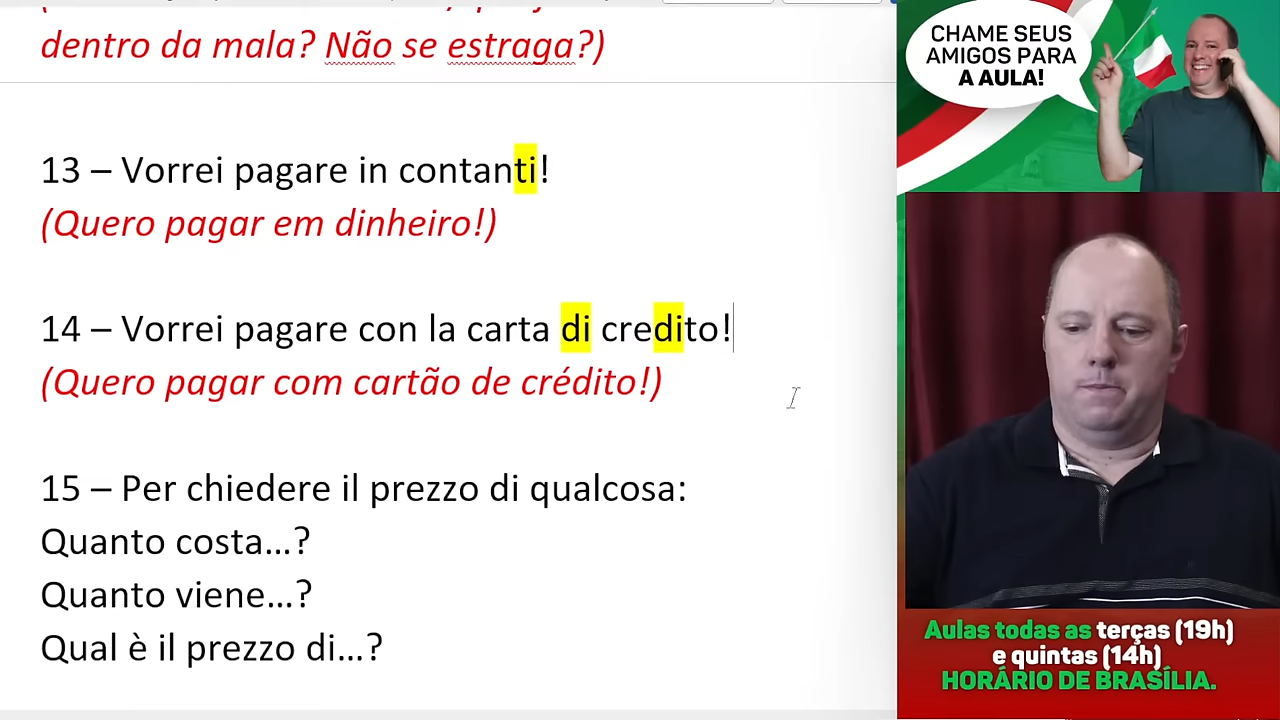 dentro da mala? Não se estraga?)
13 – Vorrei pagare in contanti!
(Quero pagar em dinheiro!)
14 – Vorrei pagare con la carta di credito!
(Quero pagar com cartão de crédito!)
15 – Per chiedere il prezzo di qualcosa:
Quanto costa...?
Quanto viene...?
Qual è il prezzo di...?
CHAME SEUS
AMIGOS PARA
A AULA!
Aulas todas as terças (19h)
e quintas (14h)
HORÁRIO DE BRASÍLIA.